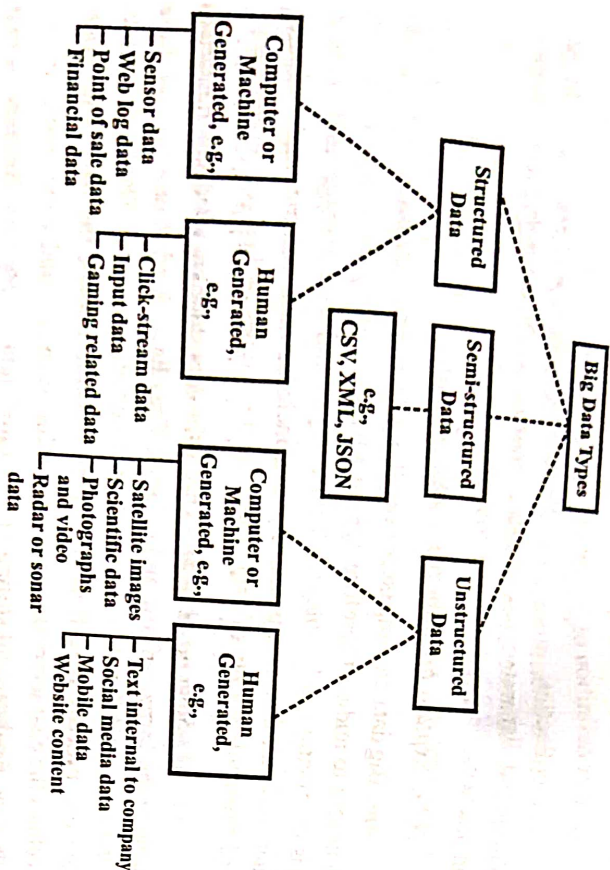 Big Data Types
Structured
Data
Semi-structured
Data
Unstructured
Data
e.g.,
CSV, XML, JSON
Computer or
Machine
Generated, e.g.,
Sensor data
Web log data
Point of sale data
Financial data
Human
Generated,
e.g.,
Click-stream data
Input data
Gaming related data
Computer or
Machine
Generated, e.g.,
Satellite images
Scientific data
Photographs
and video
Radar or sonar
data
Human
Generated,
e.g.,
Text internal to company
Social media data
Mobile data
Website content